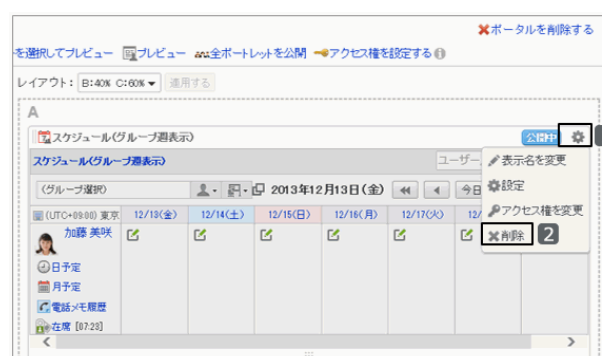 ポータルを削除する
を選択してプレビュー プレビュー 全ポートレットを公開 アクセス権を設定する
レイアウト: B:40% C:60% 適用する
A
スケジュール(グループ週表示) 公開中
スケジュール(グループ週表示) ユーザー
表示名を変更
(グループ選択) 2013年12月13日(金) 今日
設定
(UTC+09:00) 東京 12/13(金) 12/14(土) 12/15(日) 12/16(月) 12/17(火) 12/
アクセス権を変更
加藤 美咲
削除 2
日予定
月予定
電話メモ履歴
在席 [07:23]